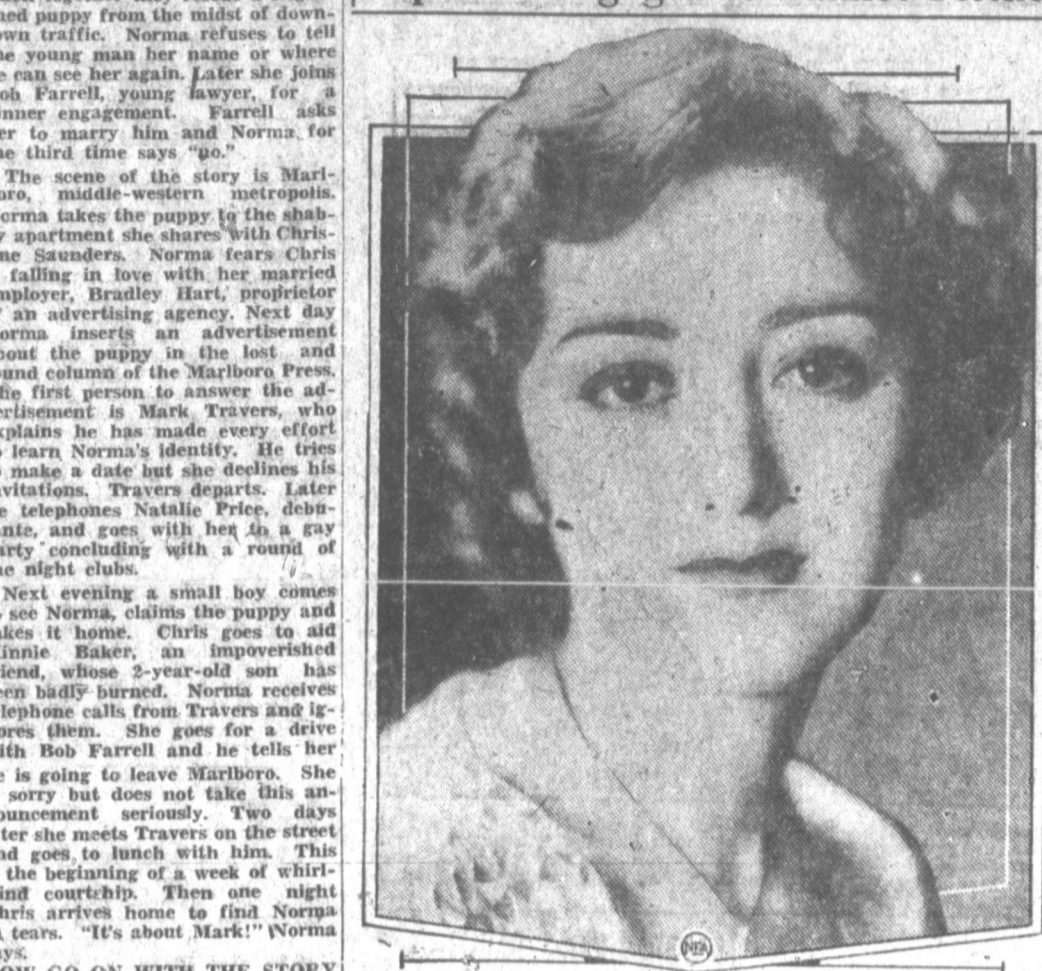 ned puppy from the midst of down-
own traffic. Norma refuses to tell
he young man her name or where
e can see her again. Later she joins
ob Farrell, young lawyer, for a
inner engagement. Farrell asks
er to marry him and Norma for
he third time says "no."
The scene of the story is Marl-
oro, middle-western metropolis.
orma takes the puppy to the shab-
y apartment she shares with Chris-
ne Saunders. Norma fears Chris
falling in love with her married
mployer, Bradley Hart, proprietor
an advertising agency. Next day
orma inserts an advertisement
bout the puppy in the lost and
ound column of the Marlboro Press.
he first person to answer the ad-
ertisement is Mark Travers, who
xplains he has made every effort
learn Norma's identity. He tries
make a date but she declines his
vitations. Travers departs. Later
e telephones Natalie Price, debu-
ante, and goes with her to a gay
arty concluding with a round of
he night clubs.
Next evening a small boy comes
see Norma, claims the puppy and
akes it home. Chris goes to aid
innie Baker, an impoverished
riend, whose 2-year-old son has
een badly burned. Norma receives
lephone calls from Travers and ig-
ores them. She goes for a drive
ith Bob Farrell and he tells her
e is going to leave Marlboro. She
sorry but does not take this an-
ouncement seriously. Two days
ter she meets Travers on the street
nd goes to lunch with him. This
the beginning of a week of whirl-
ind courtship. Then one night
hris arrives home to find Norma
tears. "It's about Mark!" Norma
ays.
OW GO ON WITH THE STORY
NEA